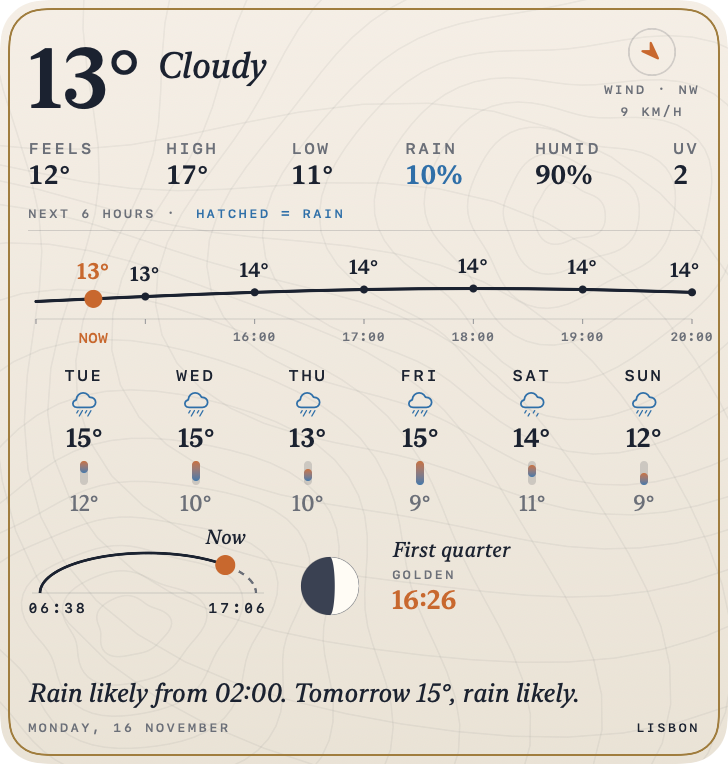 13° Cloudy
WIND · NW
9 KM/H
FEELS HIGH LOW RAIN HUMID UV
12° 17° 11° 10% 90% 2
NEXT 6 HOURS · HATCHED = RAIN
13° 13° 14° 14° 14° 14° 14°
NOW 16:00 17:00 18:00 19:00 20:00
TUE WED THU FRI SAT SUN
15° 15° 13° 15° 14° 12°
12° 10° 10° 9° 11° 9°
Now
06:38 17:06
First quarter
GOLDEN
16:26
Rain likely from 02:00. Tomorrow 15°, rain likely.
MONDAY, 16 NOVEMBER LISBON